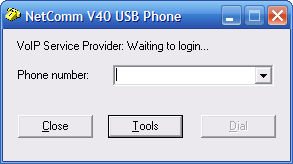 NetComm V40 USB Phone
VoIP Service Provider: Waiting to login...
Phone number:
Close Tools Dial